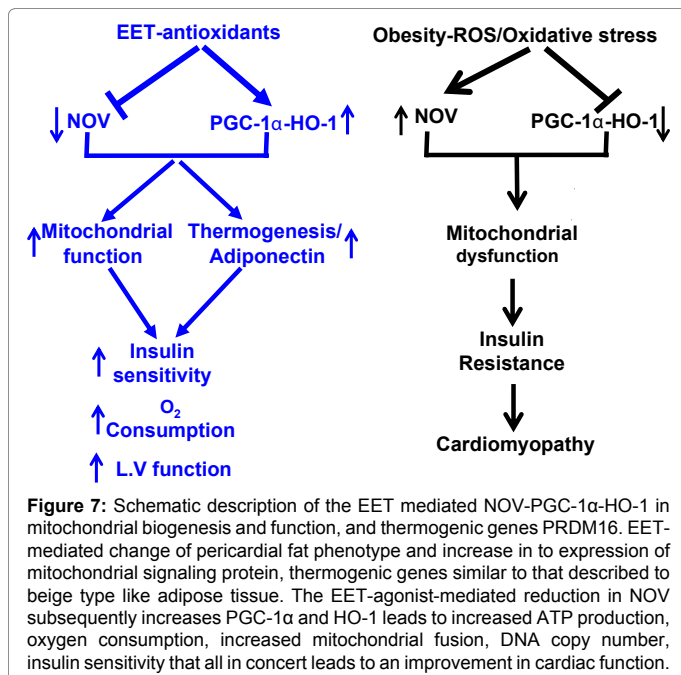 EET-antioxidants
↓ NOV
PGC-1α-HO-1 ↑
↑ Mitochondrial
function
Thermogenesis/ ↑
Adiponectin
↑ Insulin
sensitivity
↑ O₂
Consumption
↑ L.V function
Obesity-ROS/Oxidative stress
↑ NOV
PGC-1α-HO-1 ↓
Mitochondrial
dysfunction
Insulin
Resistance
Cardiomyopathy
Figure 7: Schematic description of the EET mediated NOV-PGC-1α-HO-1 in
mitochondrial biogenesis and function, and thermogenic genes PRDM16. EET-
mediated change of pericardial fat phenotype and increase in to expression of
mitochondrial signaling protein, thermogenic genes similar to that described to
beige type like adipose tissue. The EET-agonist-mediated reduction in NOV
subsequently increases PGC-1α and HO-1 leads to increased ATP production,
oxygen consumption, increased mitochondrial fusion, DNA copy number,
insulin sensitivity that all in concert leads to an improvement in cardiac function.